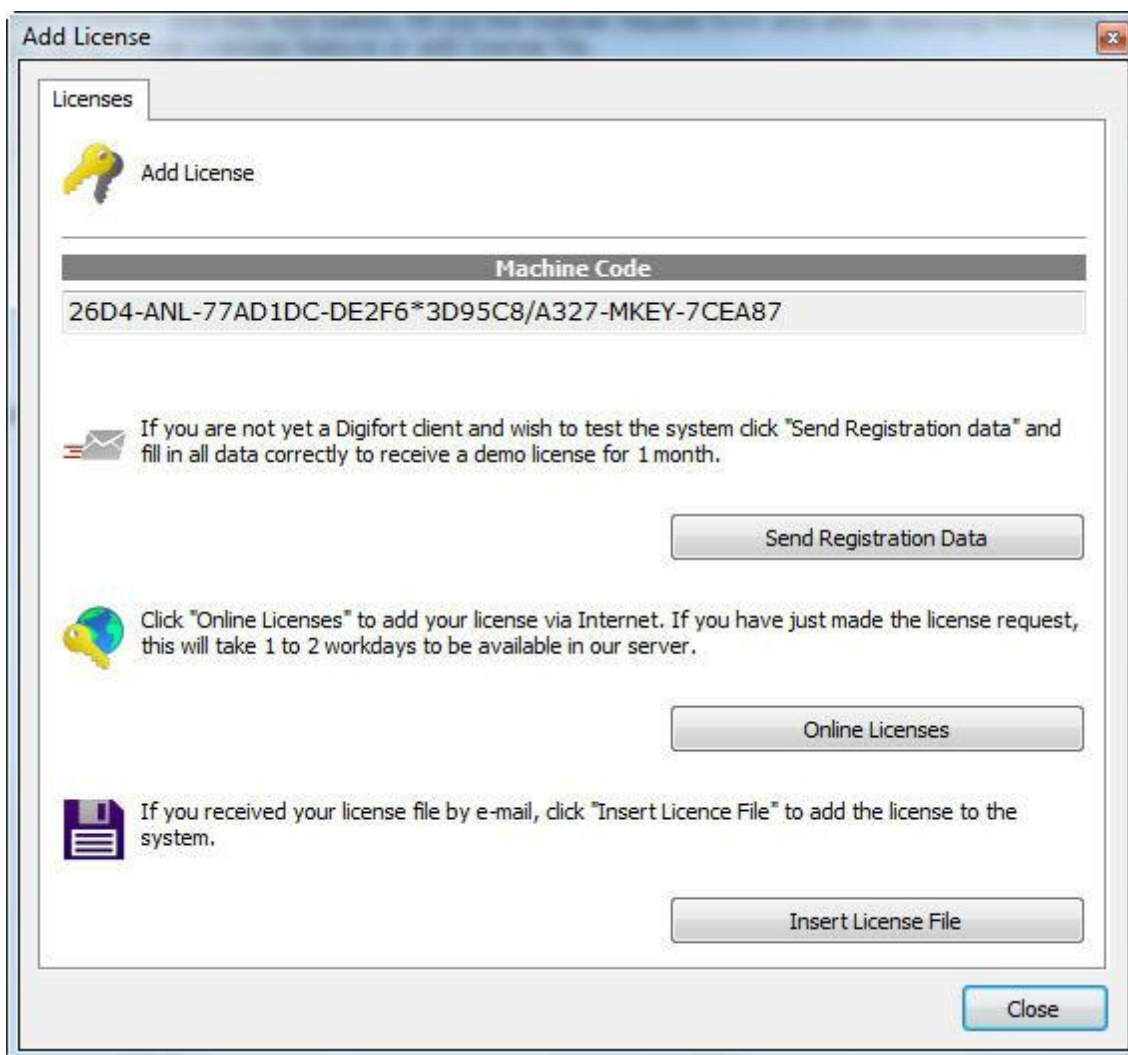 Add License
Licenses
Add License
Machine Code
26D4-ANL-77AD1DC-DE2F6*3D95C8/A327-MKEY-7CEA87
If you are not yet a Digifort client and wish to test the system click "Send Registration data" and
fill in all data correctly to receive a demo license for 1 month.
Send Registration Data
Click "Online Licenses" to add your license via Internet. If you have just made the license request,
this will take 1 to 2 workdays to be available in our server.
Online Licenses
If you received your license file by e-mail, click "Insert Licence File" to add the license to the
system.
Insert License File
Close